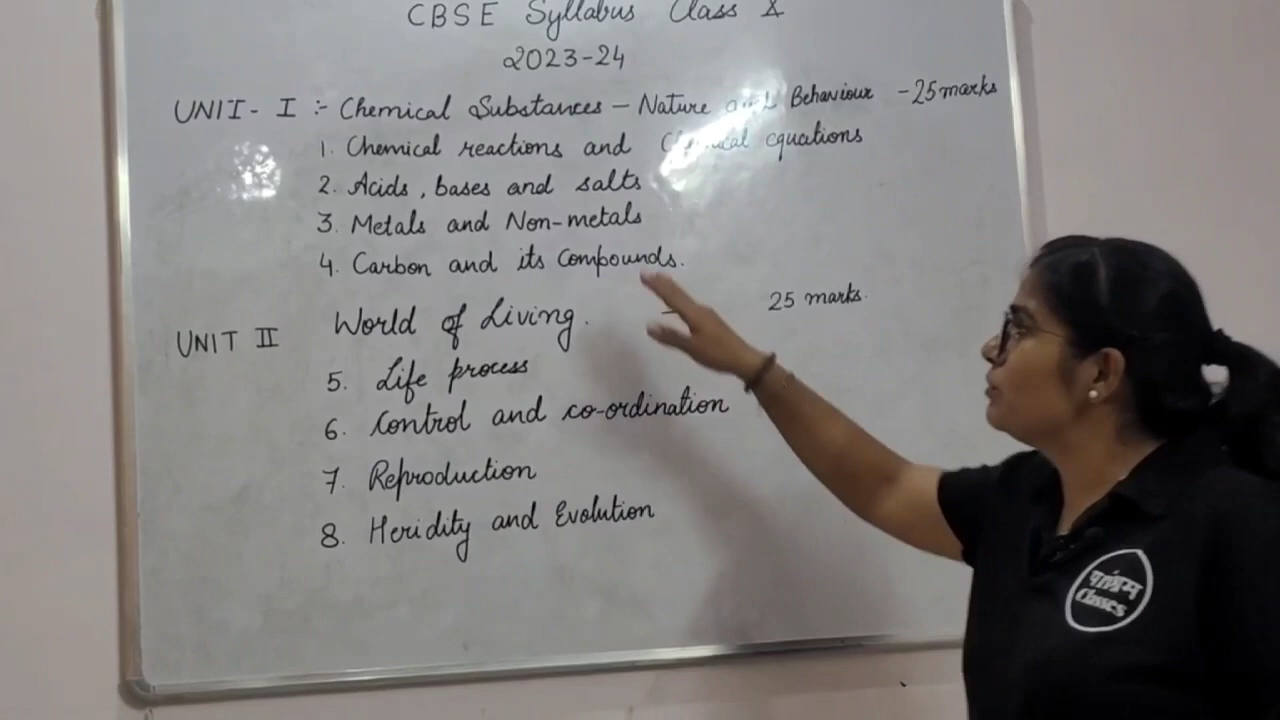 CBSE Syllabus Class X
2023-24
UNIT- I :- Chemical Substances - Nature and Behaviour - 25 marks
1. Chemical reactions and Chemical equations
2. Acids, bases and salts
3. Metals and Non-metals
4. Carbon and its Compounds.
UNIT II World of Living. - 25 marks.
5. Life process
6. Control and co-ordination
7. Reproduction
8. Heridity and Evolution
Classes